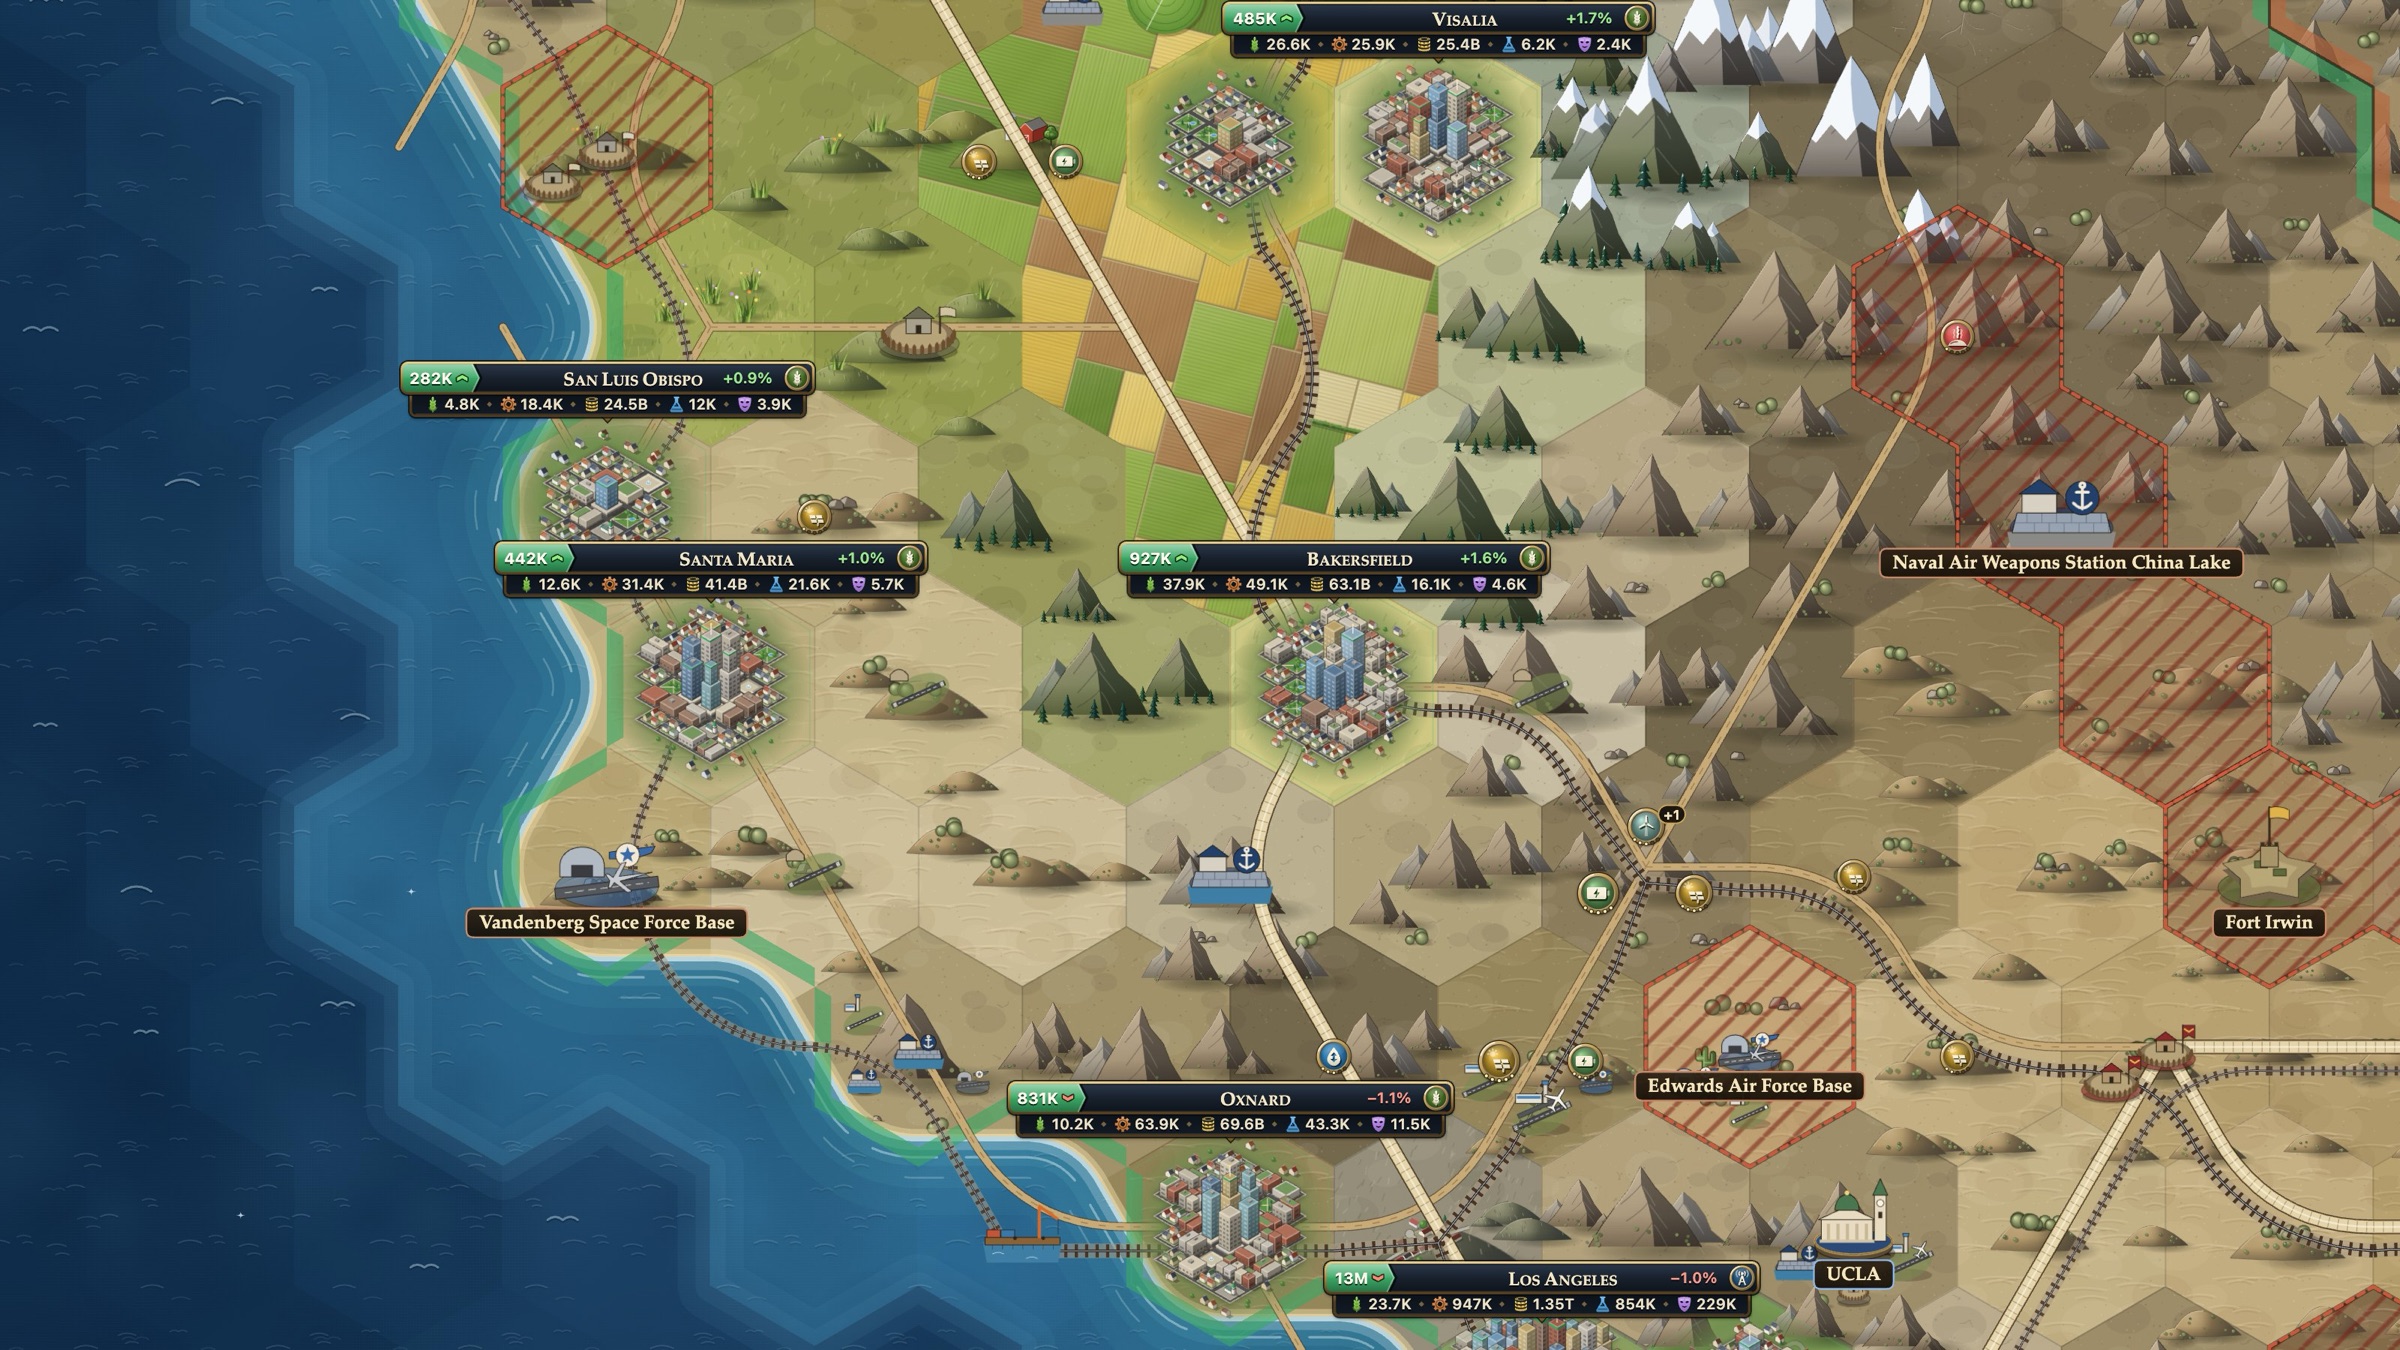 485K VISALIA +1.7%
26.6K • 25.9K • 25.4B • 6.2K • 2.4K
282K SAN LUIS OBISPO +0.9%
4.8K • 18.4K • 24.5B • 12K • 3.9K
442K SANTA MARIA +1.0%
12.6K • 31.4K • 41.4B • 21.6K • 5.7K
927K BAKERSFIELD +1.6%
37.9K • 49.1K • 63.1B • 16.1K • 4.6K
Naval Air Weapons Station China Lake
+1
Vandenberg Space Force Base
Fort Irwin
Edwards Air Force Base
831K OXNARD −1.1%
10.2K • 63.9K • 69.6B • 43.3K • 11.5K
UCLA
13M LOS ANGELES −1.0%
23.7K • 947K • 1.35T • 854K • 229K